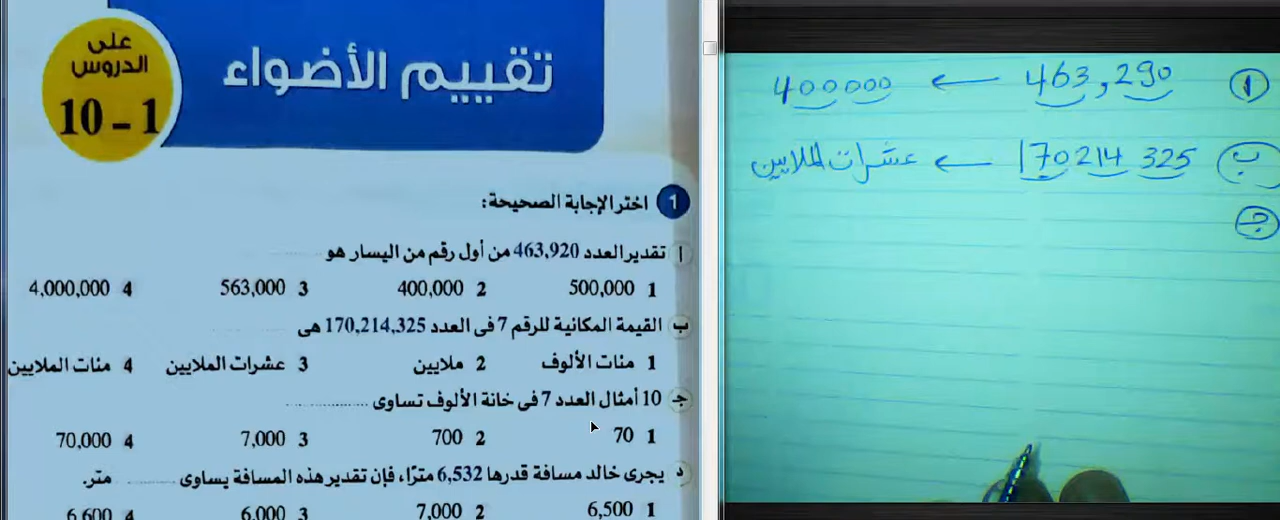 على
الدروس
1 - 10
تقييم الأضواء
1 اختر الإجابة الصحيحة:
أ تقدير العدد 463,920 من أول رقم من اليسار هو
1 500,000 2 400,000 3 563,000 4 4,000,000
ب القيمة المكانية للرقم 7 فى العدد 170,214,325 هى
1 مئات الألوف 2 ملايين 3 عشرات الملايين 4 مئات الملايين
جـ 10 أمثال العدد 7 فى خانة الألوف تساوى ..................
1 70 2 700 3 7,000 4 70,000
د يجرى خالد مسافة قدرها 6,532 مترًا، فإن تقدير هذه المسافة يساوى .................. متر.
1 6,500 2 7,000 3 6,000 4 6,600
أ 463,290 ← 400000
ب 170214325 ← عشرات الملايين
جـ